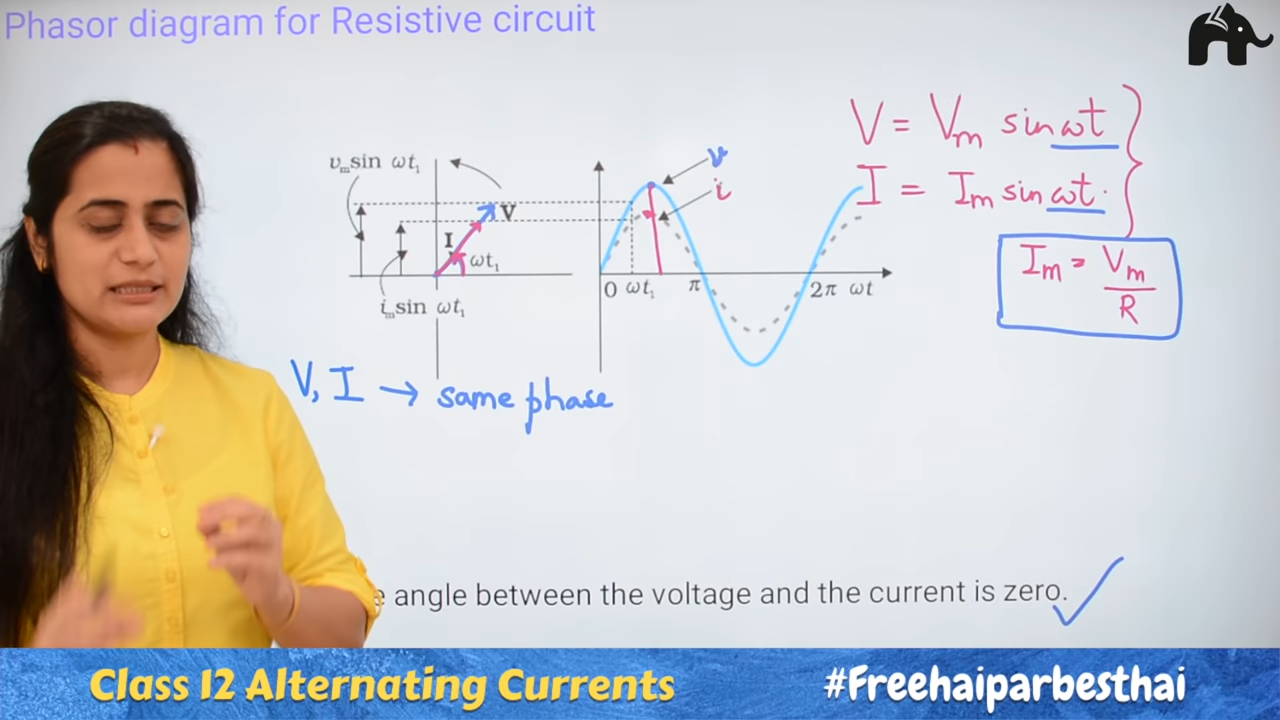 Phasor diagram for Resistive circuit
V = Vm sin ωt
I = Im sin ωt
Im = Vm/R
vm sin ωt1
V
I
ωt1
im sin ωt1
v
i
0 ωt1 π 2π ωt
V, I → same phase
angle between the voltage and the current is zero.
Class 12 Alternating Currents
#Freehaiparbesthai